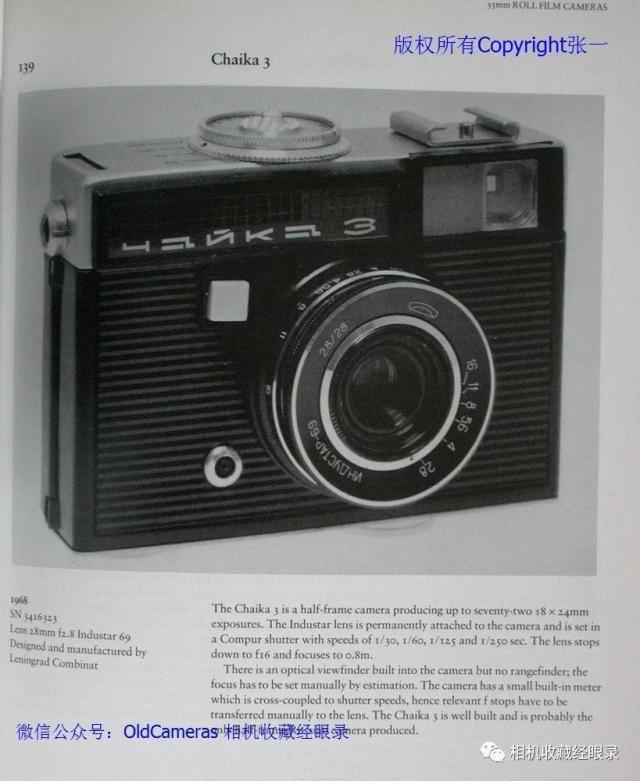 35mm ROLL FILM CAMERAS
版权所有Copyright张一
139
Chaika 3
чайка 3
11 8 5.6 4 2.8
2.8/28
16 11 8 5.6 4 2.8
ИНДУСТАР-69
1968
SN 3416323
Lens 28mm f2.8 Industar 69
Designed and manufactured by
Leningrad Combinat
The Chaika 3 is a half-frame camera producing up to seventy-two 18 × 24mm
exposures. The Industar lens is permanently attached to the camera and is set in
a Compur shutter with speeds of 1/30, 1/60, 1/125 and 1/250 sec. The lens stops
down to f16 and focuses to 0.8m.
There is an optical viewfinder built into the camera but no rangefinder; the
focus has to be set manually by estimation. The camera has a small built-in meter
which is cross-coupled to shutter speeds, hence relevant f stops have to be
transferred manually to the lens. The Chaika 3 is well built and is probably the
camera produced.
微信公众号：OldCameras 相机收藏经眼录
相机收藏经眼录